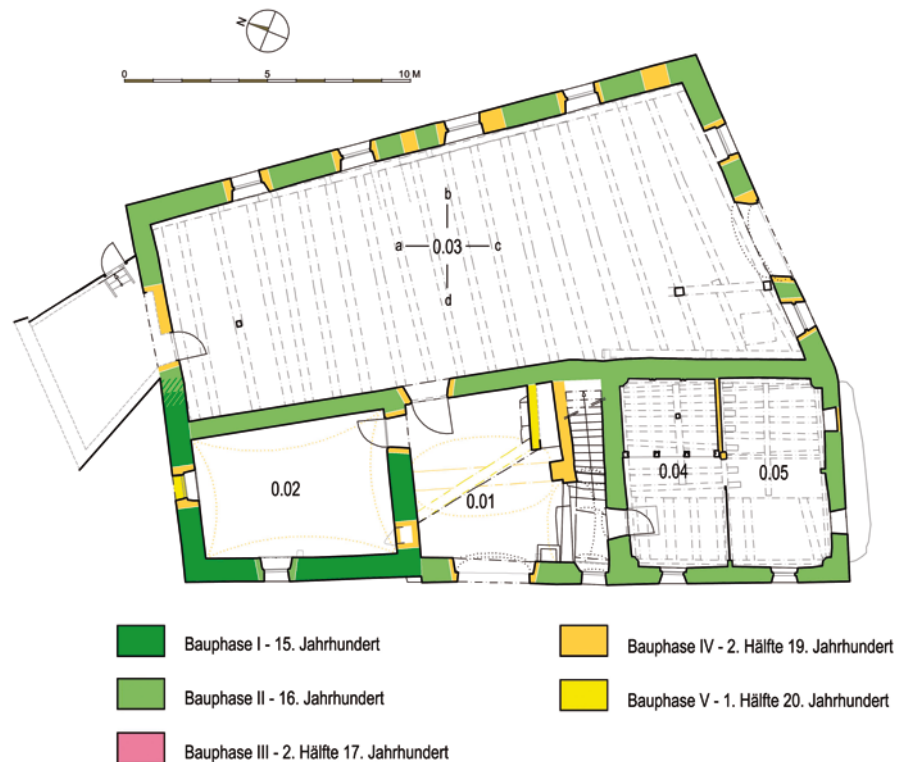 N
0 5 10 M
b
a 0.03 c
d
0.02
0.01
0.04
0.05
Bauphase I - 15. Jahrhundert
Bauphase II - 16. Jahrhundert
Bauphase III - 2. Hälfte 17. Jahrhundert
Bauphase IV - 2. Hälfte 19. Jahrhundert
Bauphase V - 1. Hälfte 20. Jahrhundert